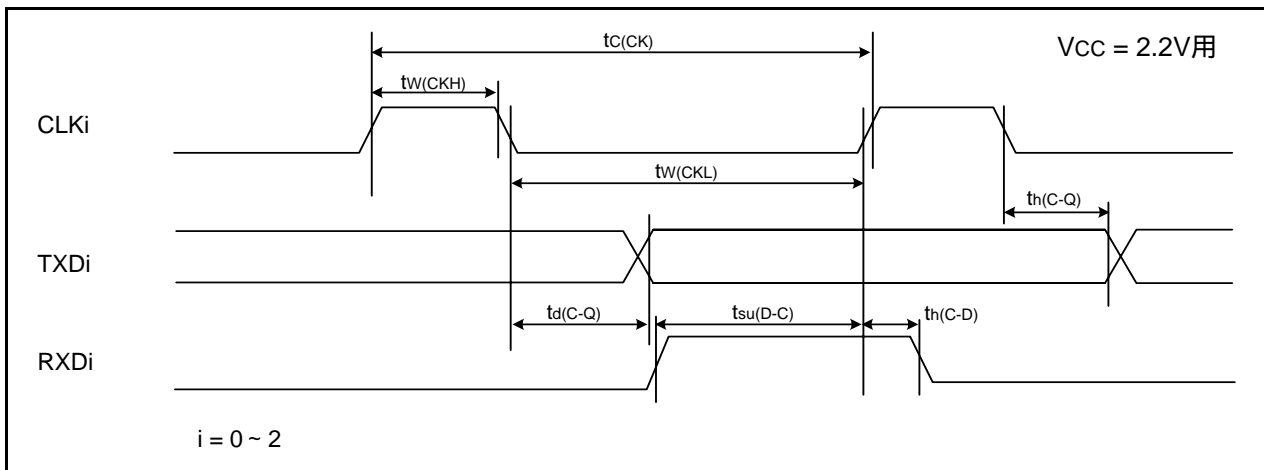 tC(CK)
VCC = 2.2V用
tW(CKH)
CLKi
tW(CKL)
th(C-Q)
TXDi
td(C-Q)
tsu(D-C)
th(C-D)
RXDi
i = 0 ~ 2